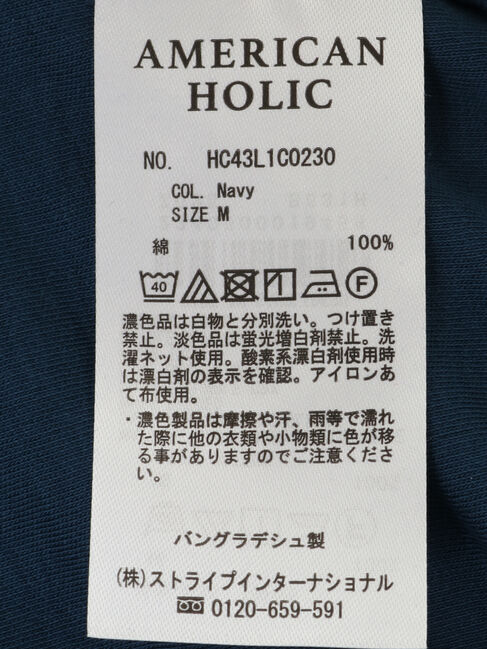 AMERICAN
HOLIC
NO. HC43L1C0230
COL. Navy
SIZE M
綿 100%
40 F
濃色品は白物と分別洗い。つけ置き
禁止。淡色品は蛍光増白剤禁止。洗
濯ネット使用。酸素系漂白剤使用時
は漂白剤の表示を確認。アイロンあ
て布使用。
・濃色製品は摩擦や汗、雨等で濡れ
た際に他の衣類や小物類に色が移
る事がありますのでご注意くださ
い。
バングラデシュ製
(株)ストライプインターナショナル
0120-659-591